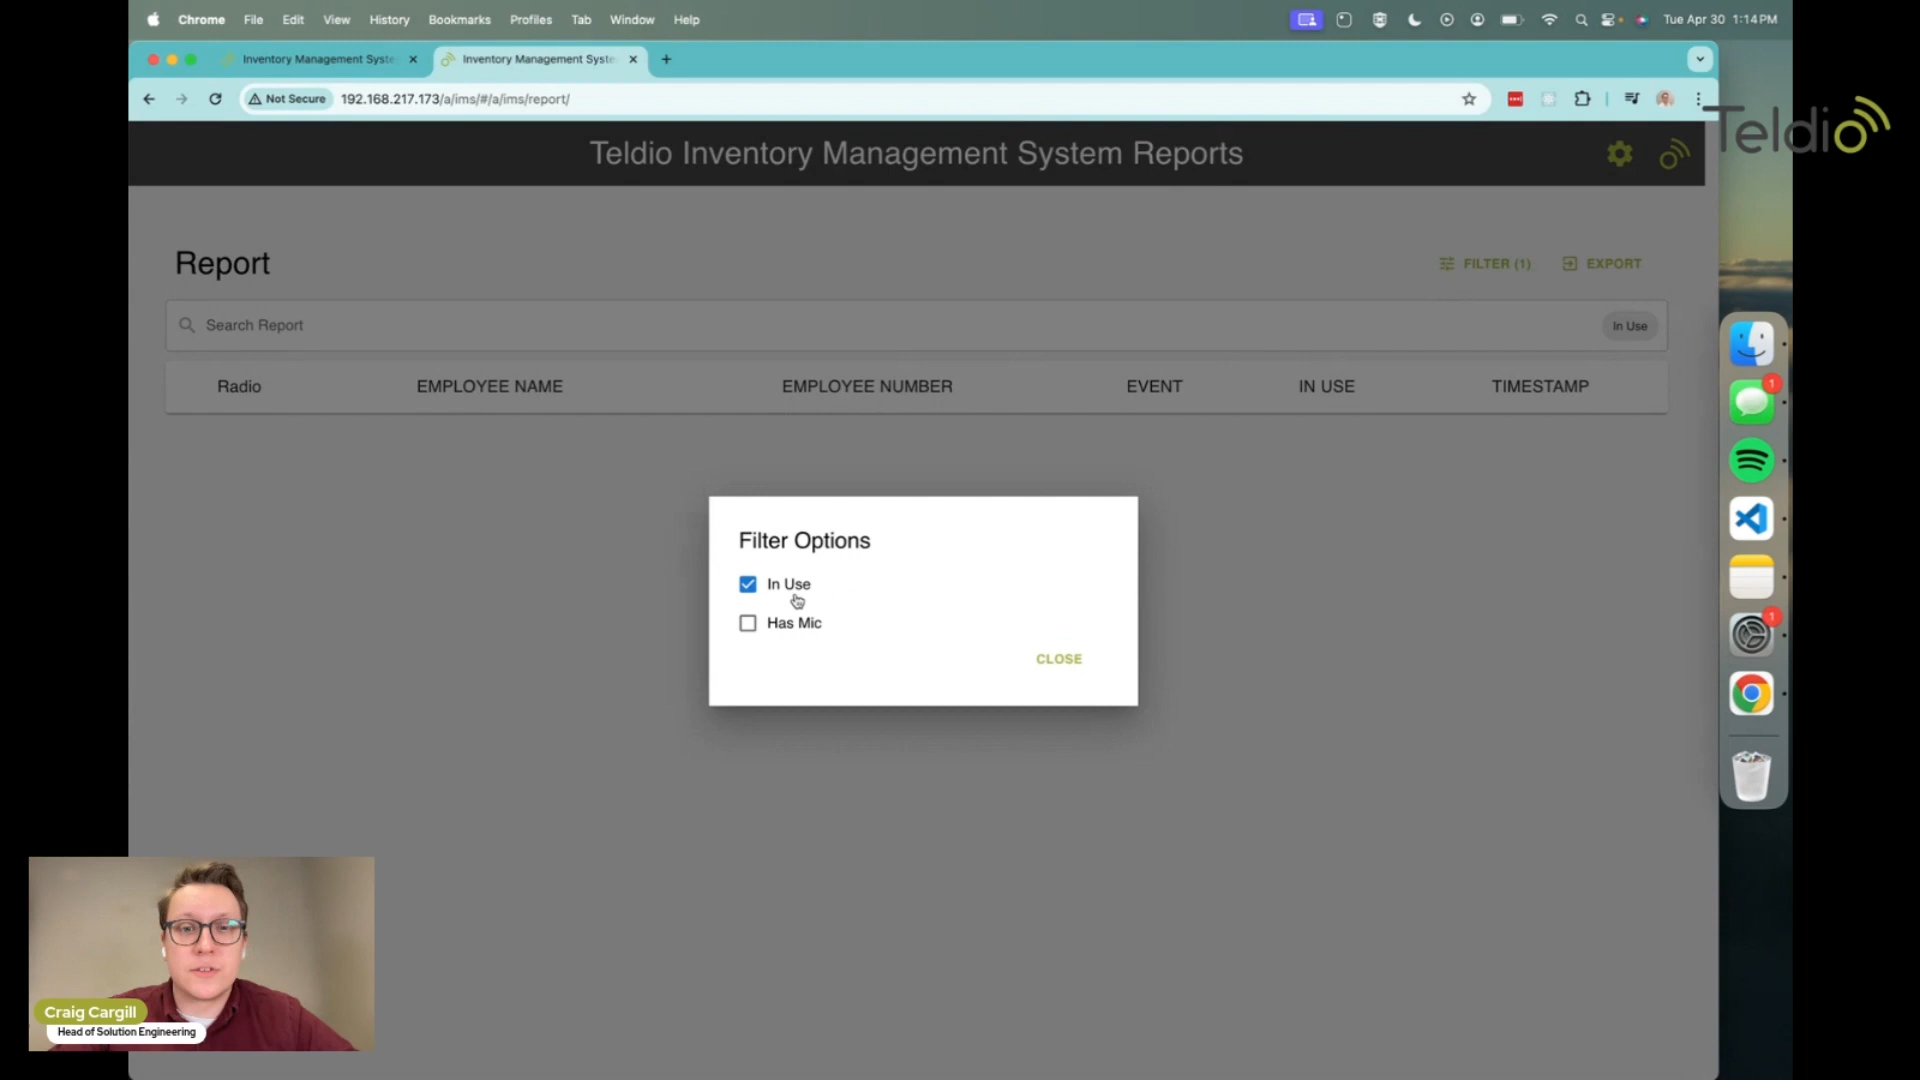 Chrome File Edit View History Bookmarks Profiles Tab Window Help Tue Apr 30 1:14 PM
Inventory Management Syste Inventory Management Syste
Not Secure 192.168.217.173/a/ims/#/a/ims/report/
Teldio
Teldio Inventory Management System Reports
Report
FILTER (1) EXPORT
Search Report In Use
Radio EMPLOYEE NAME EMPLOYEE NUMBER EVENT IN USE TIMESTAMP
1
Filter Options
In Use
Has Mic
1
CLOSE
Craig Cargill
Head of Solution Engineering